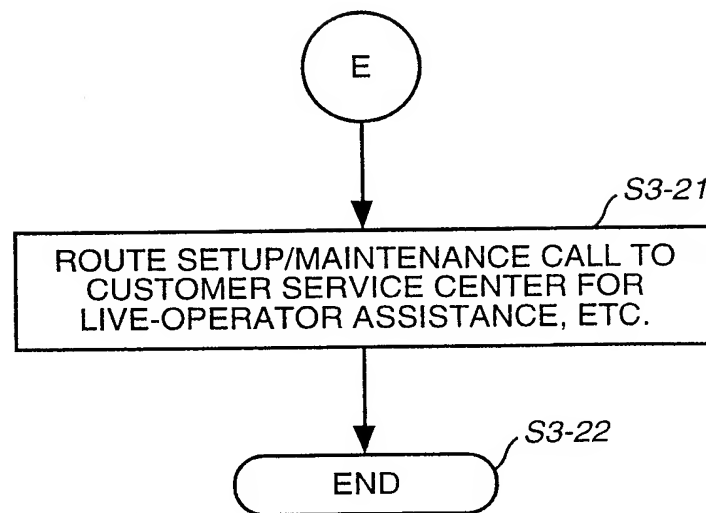 E
S3-21
ROUTE SETUP/MAINTENANCE CALL TO
CUSTOMER SERVICE CENTER FOR
LIVE-OPERATOR ASSISTANCE, ETC.
S3-22
END